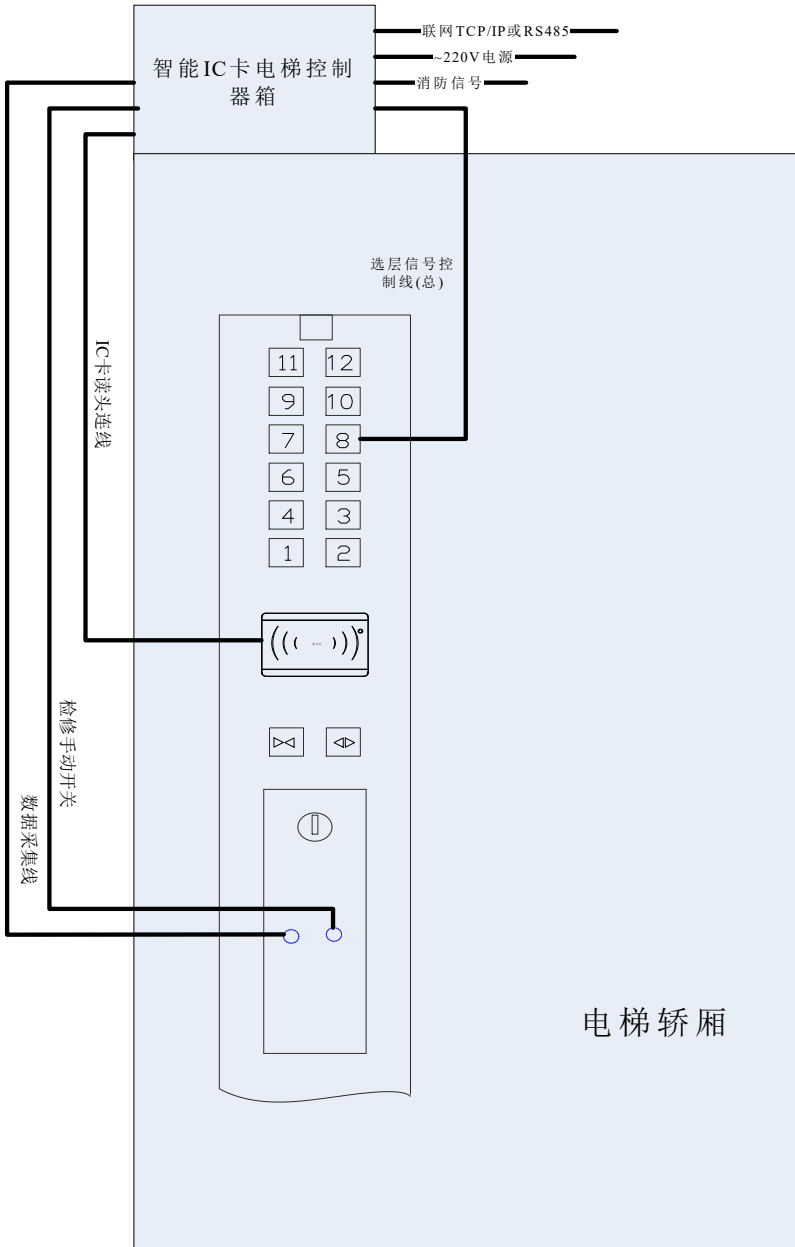 联网TCP/IP或RS485
~220V电源
消防信号
智能IC卡电梯控制
器箱
选层信号控
制线(总)
IC卡读头连线
11 12
9 10
7 8
6 5
4 3
1 2
检修手动开关
数据采集线
电梯轿厢